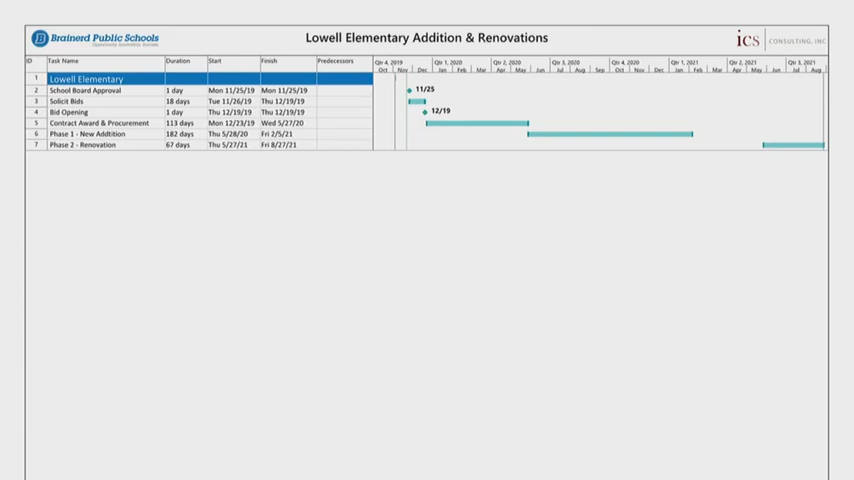 Brainerd Public Schools
Lowell Elementary Addition & Renovations
ics CONSULTING, INC
ID Task Name Duration Start Finish Predecessors Qtr 4, 2019 Qtr 1, 2020 Qtr 2, 2020 Qtr 3, 2020 Qtr 4, 2020 Qtr 1, 2021 Qtr 2, 2021 Qtr 3, 2021
Oct Nov Dec Jan Feb Mar Apr May Jun Jul Aug Sep Oct Nov Dec Jan Feb Mar Apr May Jun Jul Aug
1 Lowell Elementary
2 School Board Approval 1 day Mon 11/25/19 Mon 11/25/19 11/25
3 Solicit Bids 18 days Tue 11/26/19 Thu 12/19/19
4 Bid Opening 1 day Thu 12/19/19 Thu 12/19/19 12/19
5 Contract Award & Procurement 113 days Mon 12/23/19 Wed 5/27/20
6 Phase 1 - New Addtition 182 days Thu 5/28/20 Fri 2/5/21
7 Phase 2 - Renovation 67 days Thu 5/27/21 Fri 8/27/21